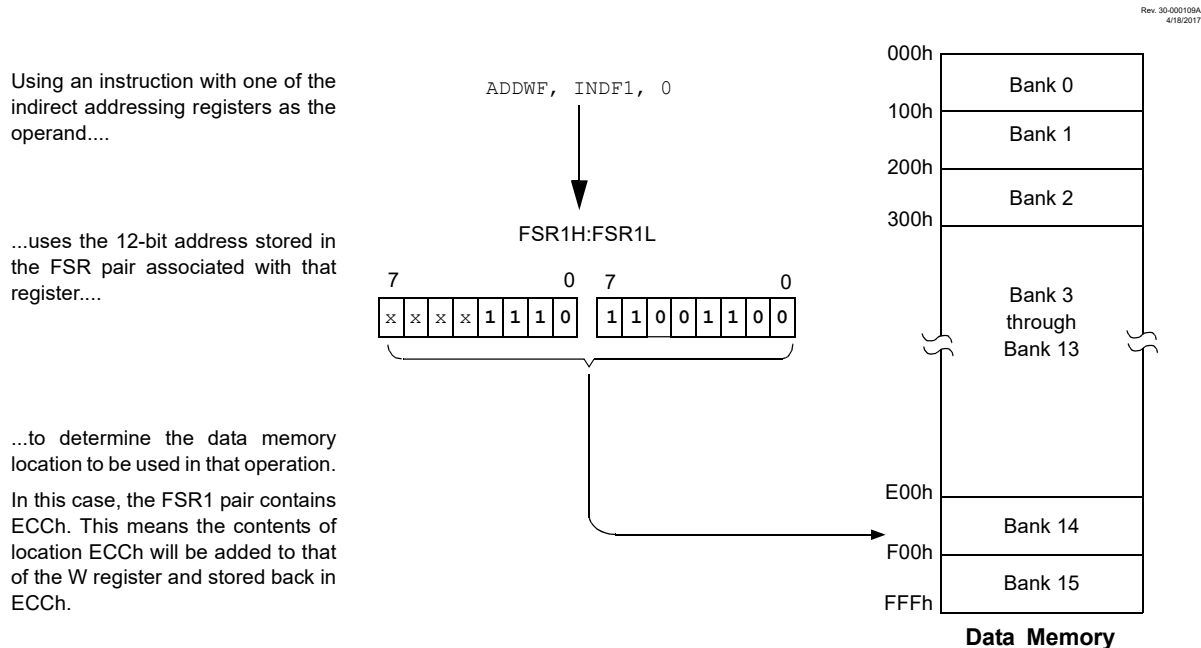 Rev. 30-000109A
4/18/2017
Using an instruction with one of the
indirect addressing registers as the
operand....
ADDWF, INDF1, 0
...uses the 12-bit address stored in
the FSR pair associated with that
register....
FSR1H:FSR1L
7 0 7 0
x x x x 1 1 1 0 1 1 0 0 1 1 0 0
...to determine the data memory
location to be used in that operation.
In this case, the FSR1 pair contains
ECCh. This means the contents of
location ECCh will be added to that
of the W register and stored back in
ECCh.
000h
Bank 0
100h
Bank 1
200h
Bank 2
300h
Bank 3
through
Bank 13
E00h
Bank 14
F00h
Bank 15
FFFh
Data Memory